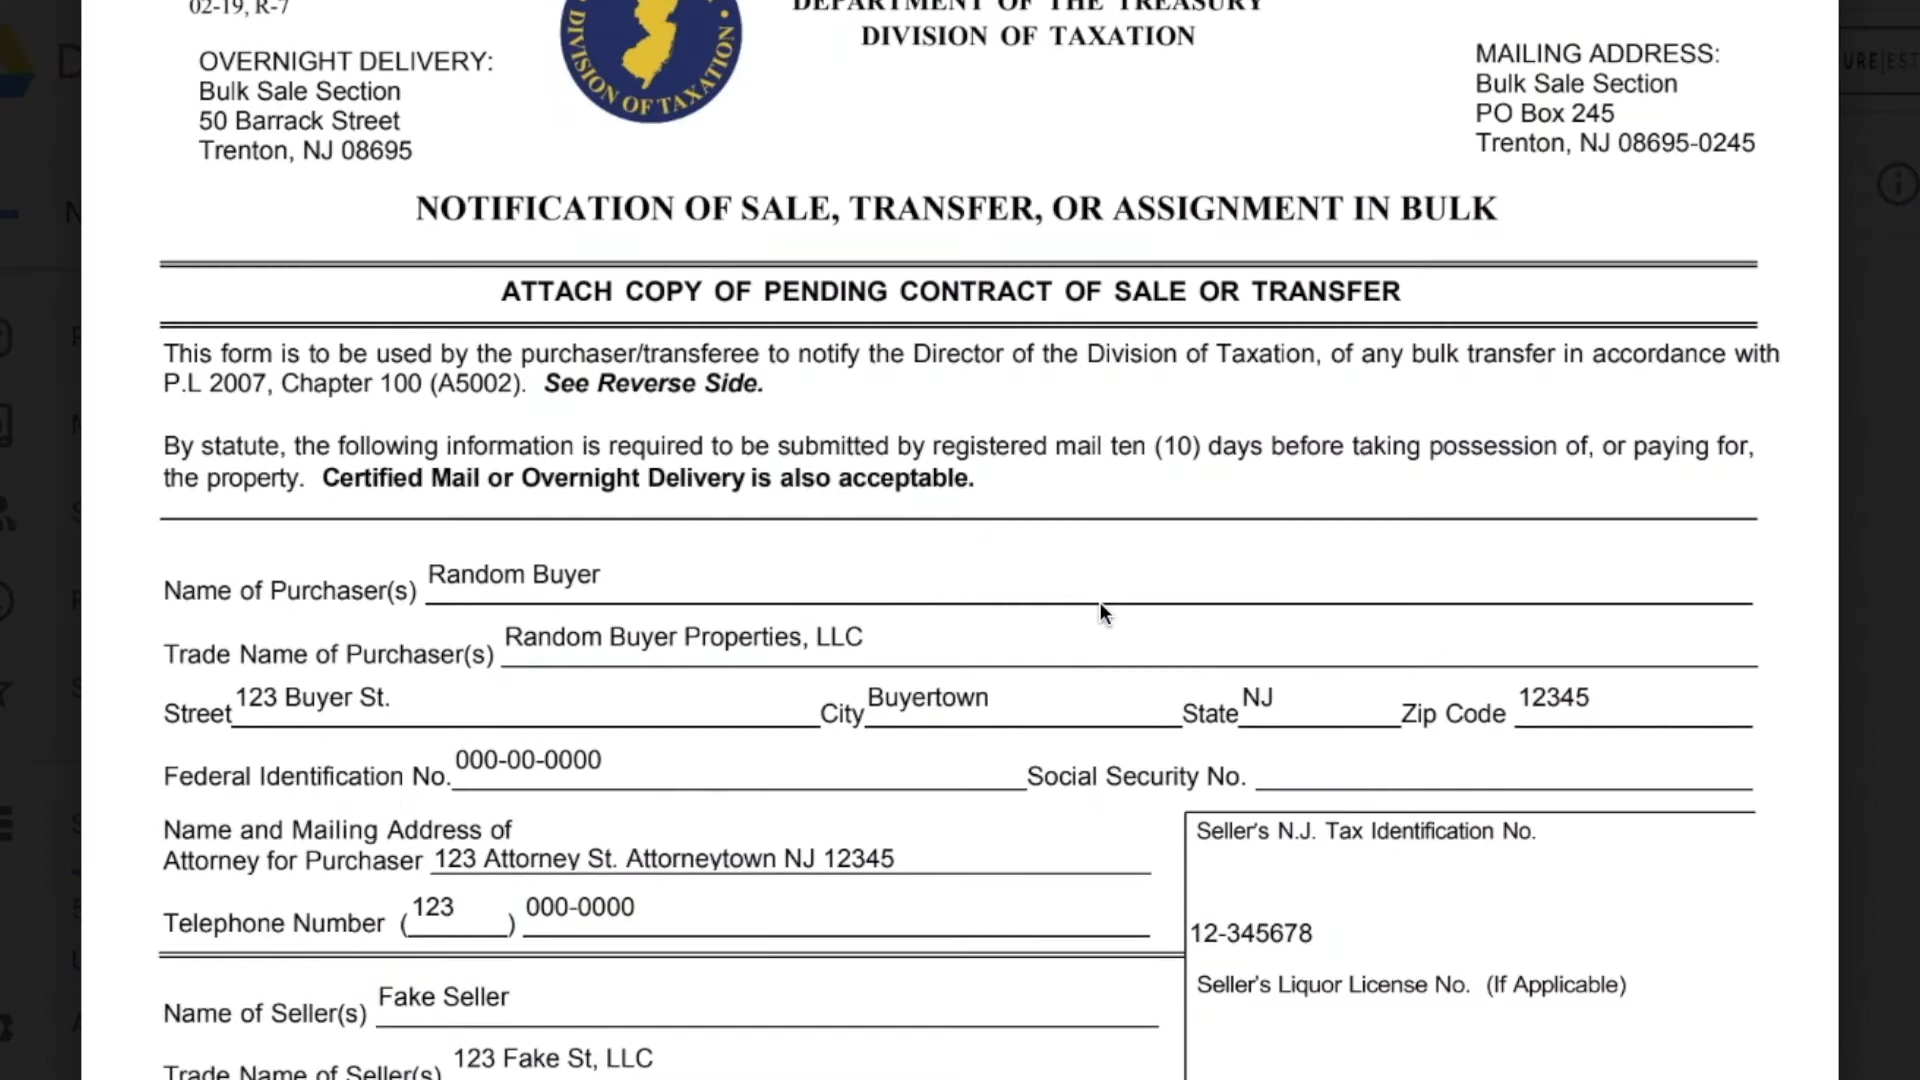 02-19, R-7
DEPARTMENT OF THE TREASURY
DIVISION OF TAXATION
DIVISION OF TAXATION
OVERNIGHT DELIVERY:
Bulk Sale Section
50 Barrack Street
Trenton, NJ 08695
MAILING ADDRESS:
Bulk Sale Section
PO Box 245
Trenton, NJ 08695-0245
NOTIFICATION OF SALE, TRANSFER, OR ASSIGNMENT IN BULK
ATTACH COPY OF PENDING CONTRACT OF SALE OR TRANSFER
This form is to be used by the purchaser/transferee to notify the Director of the Division of Taxation, of any bulk transfer in accordance with
P.L 2007, Chapter 100 (A5002). See Reverse Side.
By statute, the following information is required to be submitted by registered mail ten (10) days before taking possession of, or paying for,
the property. Certified Mail or Overnight Delivery is also acceptable.
Name of Purchaser(s) Random Buyer
Trade Name of Purchaser(s) Random Buyer Properties, LLC
Street 123 Buyer St. City Buyertown State NJ Zip Code 12345
Federal Identification No. 000-00-0000 Social Security No.
Name and Mailing Address of
Attorney for Purchaser 123 Attorney St. Attorneytown NJ 12345
Telephone Number (123) 000-0000
Seller's N.J. Tax Identification No.
12-345678
Seller's Liquor License No. (If Applicable)
Name of Seller(s) Fake Seller
Trade Name of Seller(s) 123 Fake St, LLC